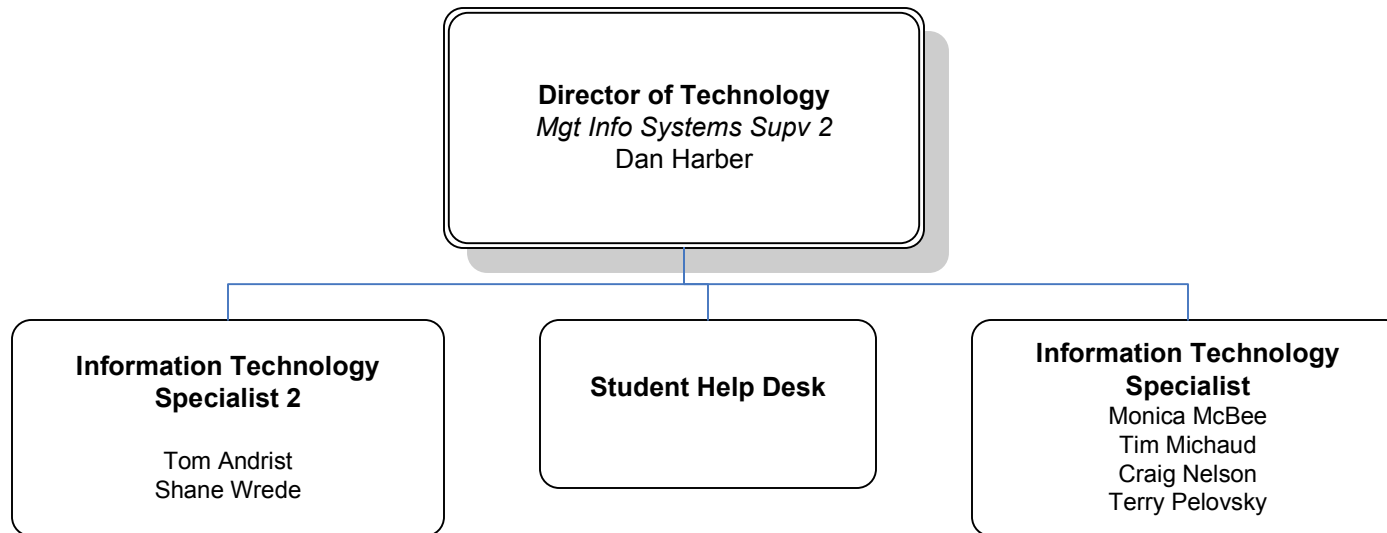 Director of Technology
Mgt Info Systems Supv 2
Dan Harber
Information Technology
Specialist 2
Tom Andrist
Shane Wrede
Student Help Desk
Information Technology
Specialist
Monica McBee
Tim Michaud
Craig Nelson
Terry Pelovsky